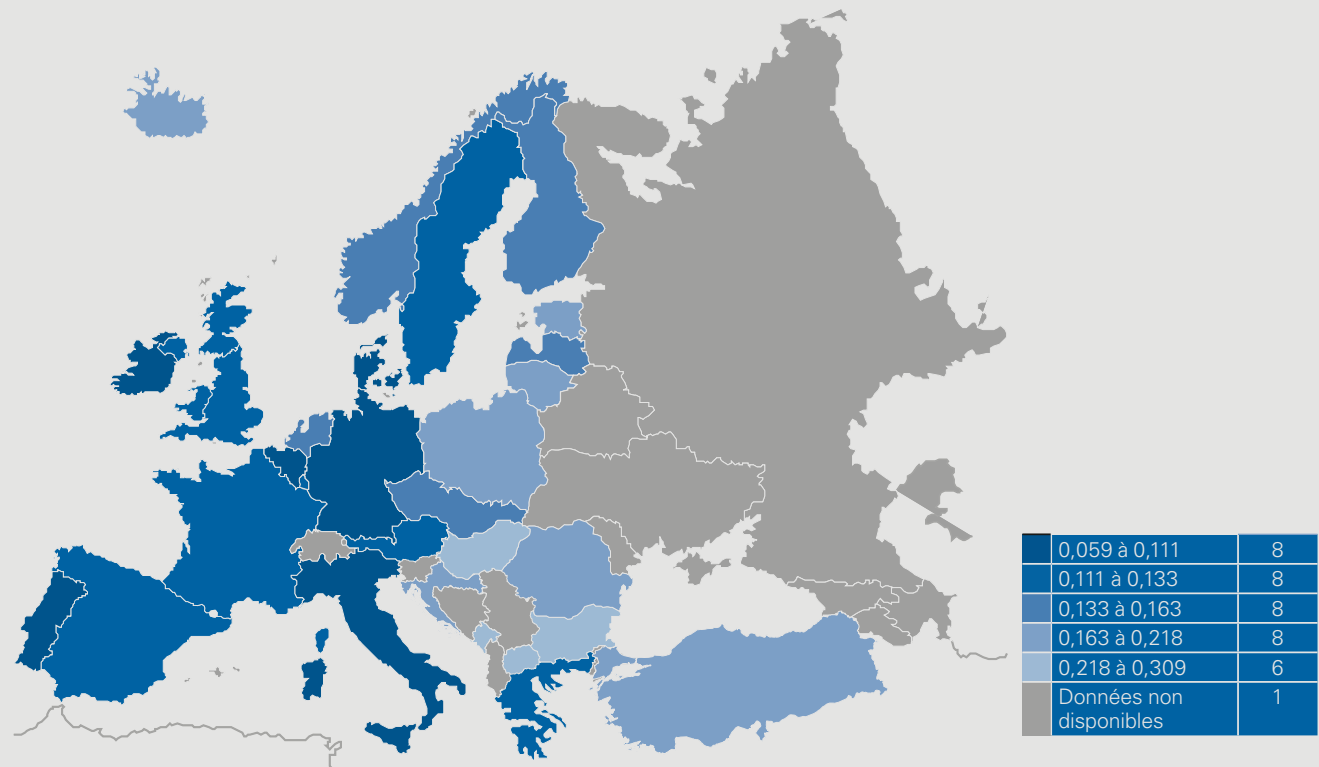 0,059 à 0,111 8
0,111 à 0,133 8
0,133 à 0,163 8
0,163 à 0,218 8
0,218 à 0,309 6
Données non 1
disponibles